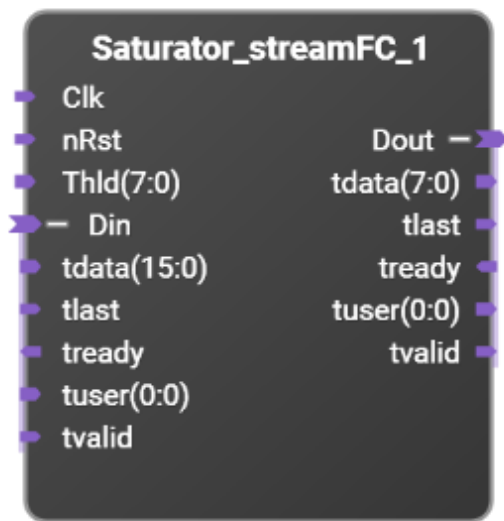 Saturator_streamFC_1
Clk
nRst
Thld(7:0)
Din
tdata(15:0)
tlast
tready
tuser(0:0)
tvalid
Dout
tdata(7:0)
tlast
tready
tuser(0:0)
tvalid